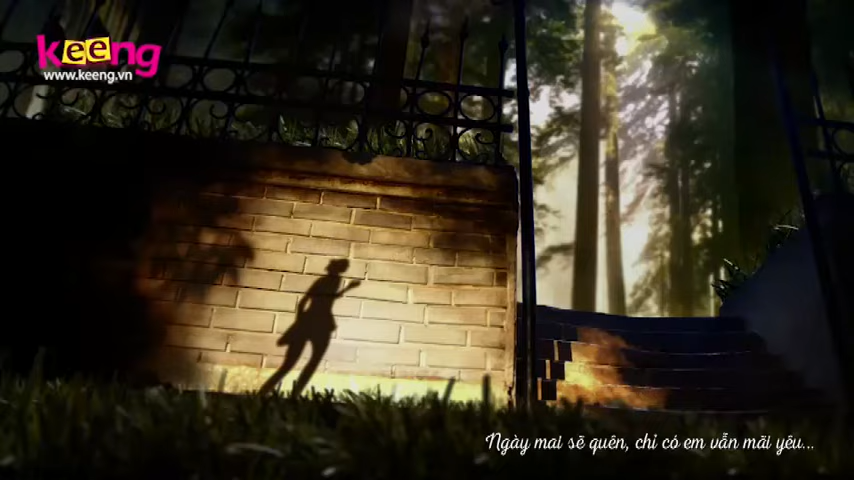 keeng
www.keeng.vn
Ngày mai sẽ quên, chỉ có em vẫn mãi yêu...